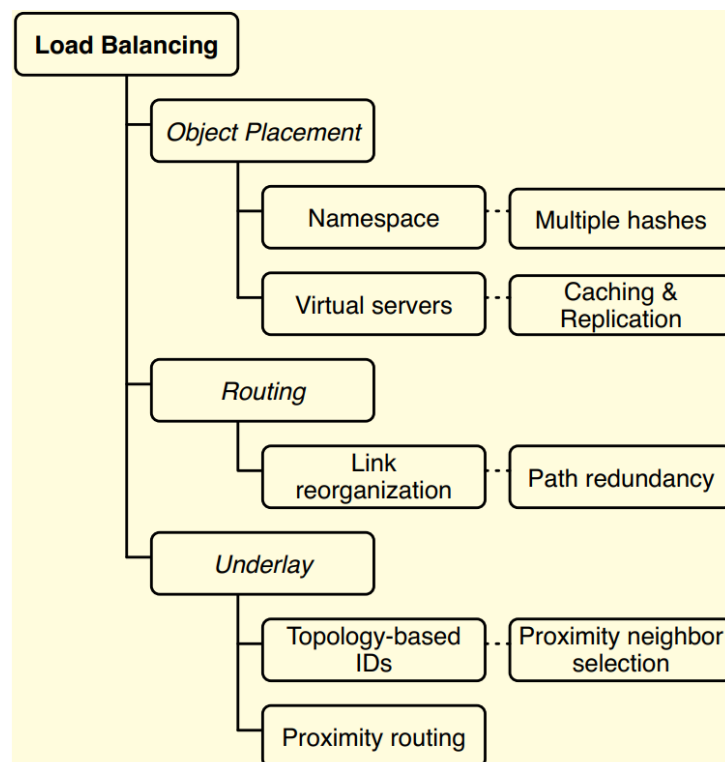 Load Balancing
Object Placement
Namespace
Multiple hashes
Virtual servers
Caching &
Replication
Routing
Link
reorganization
Path redundancy
Underlay
Topology-based
IDs
Proximity neighbor
selection
Proximity routing